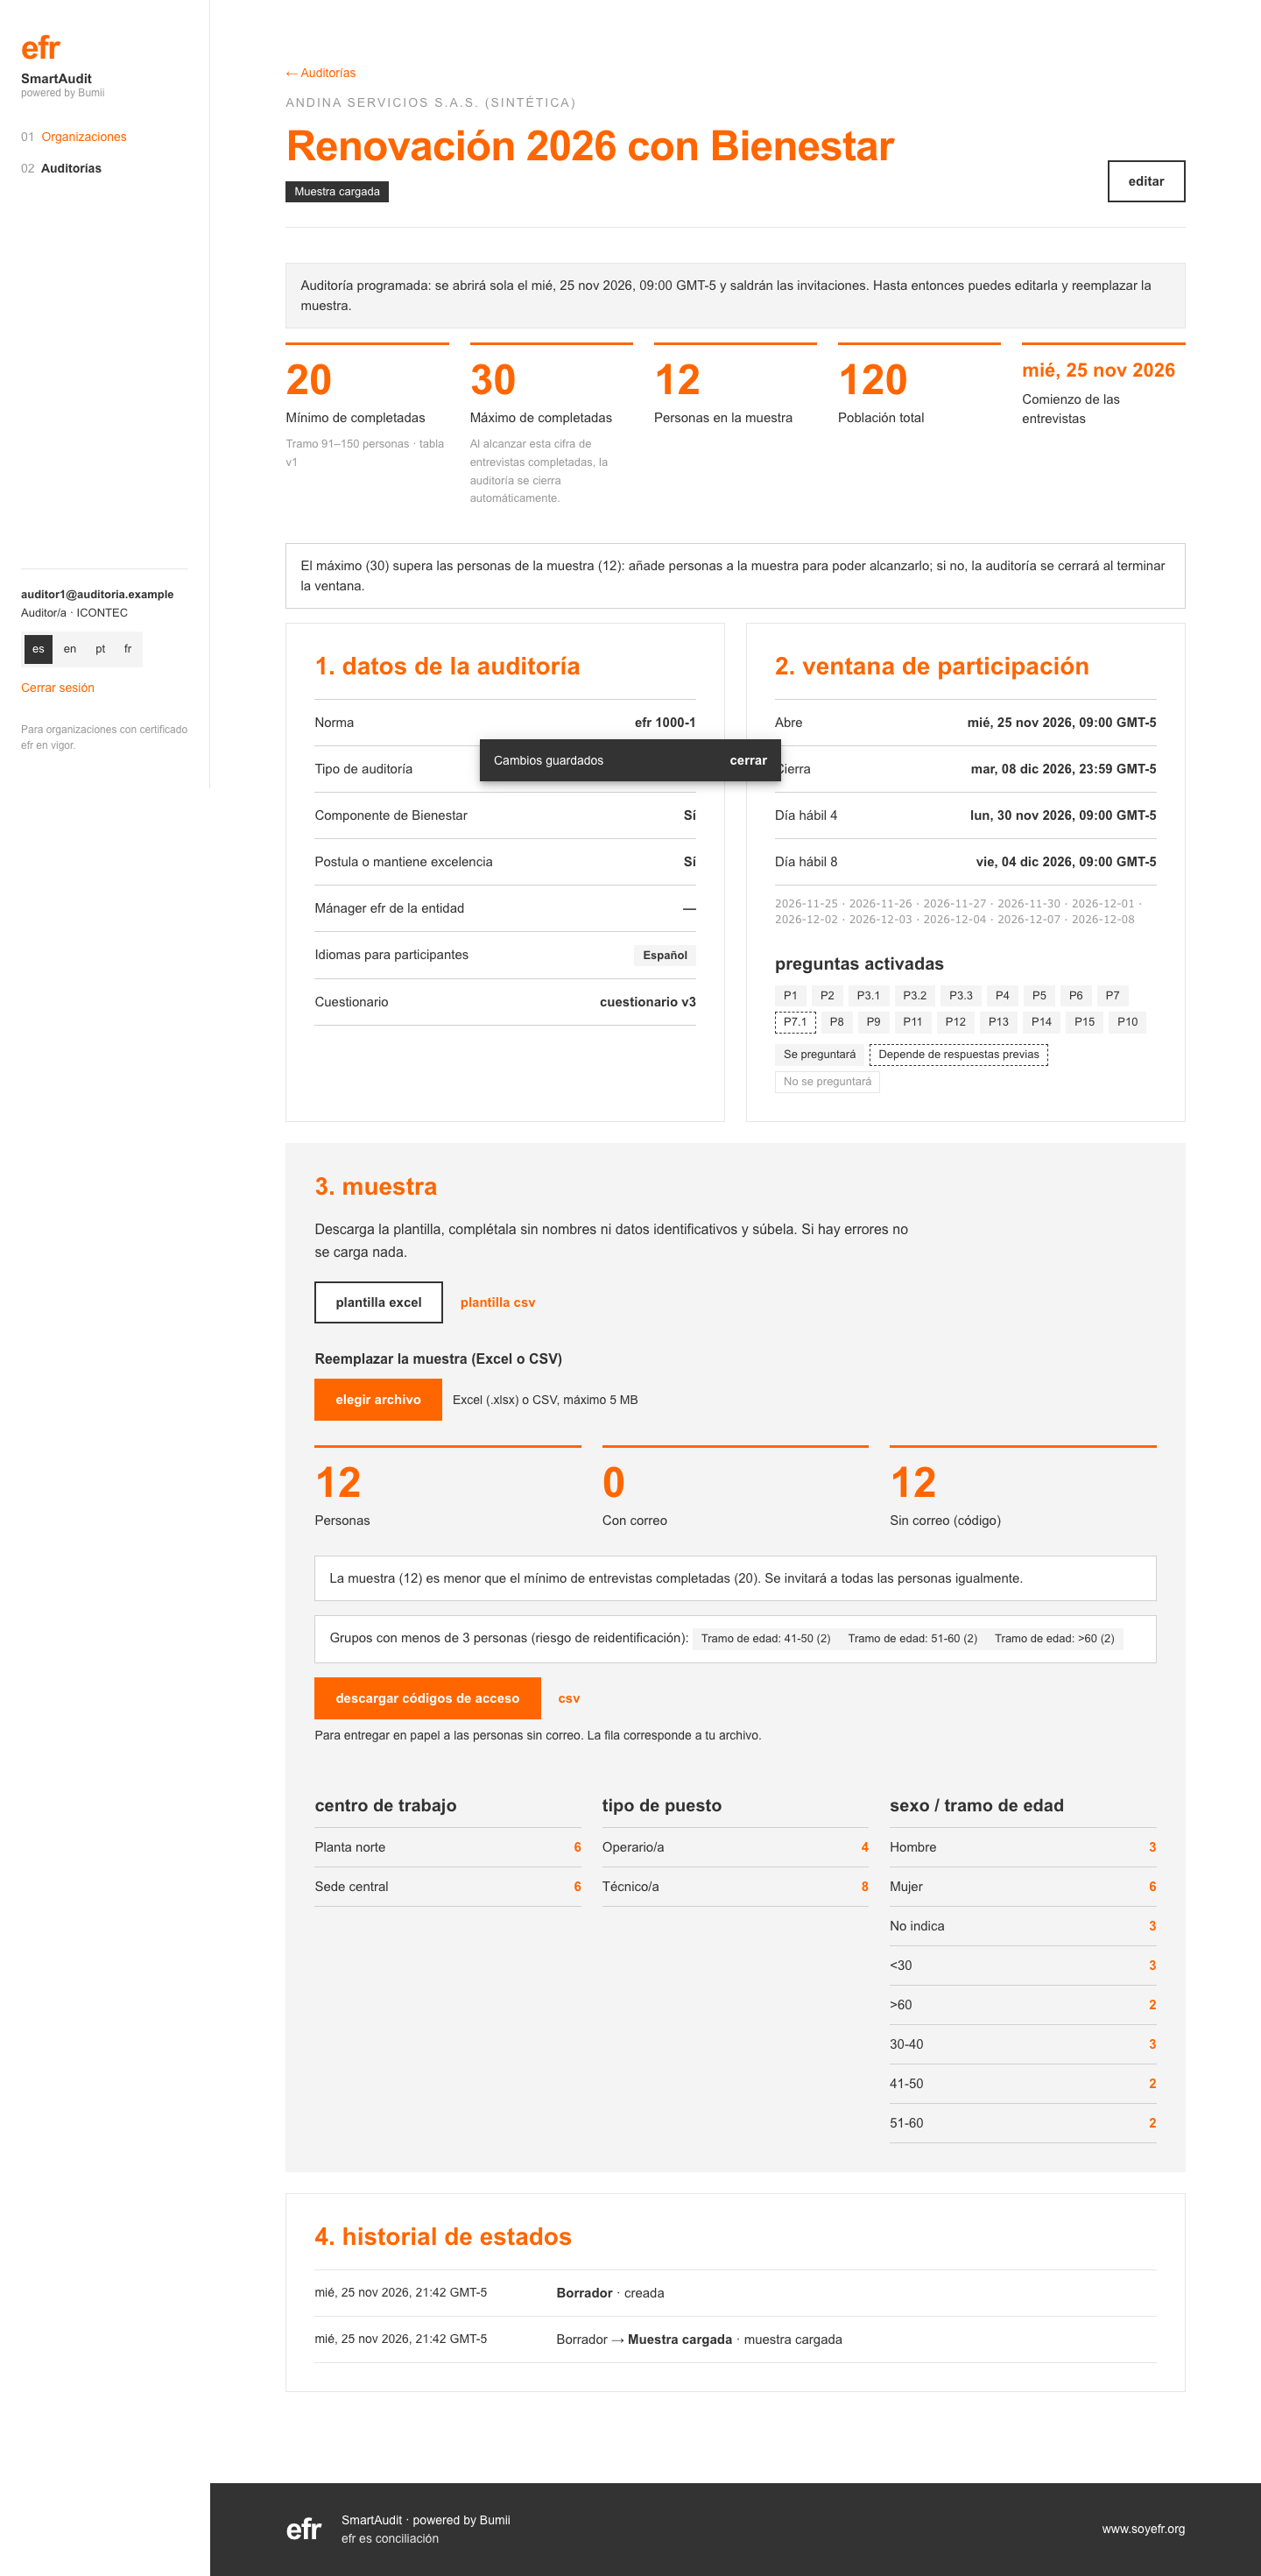 efr
SmartAudit
powered by Bumii
01 Organizaciones
02 Auditorías
auditor1@auditoria.example
Auditor/a · ICONTEC
es en pt fr
Cerrar sesión
Para organizaciones con certificado
efr en vigor.
← Auditorías
ANDINA SERVICIOS S.A.S. (SINTÉTICA)
Renovación 2026 con Bienestar
Muestra cargada
editar
Auditoría programada: se abrirá sola el mié, 25 nov 2026, 09:00 GMT-5 y saldrán las invitaciones. Hasta entonces puedes editarla y reemplazar la
muestra.
20
Mínimo de completadas
Tramo 91–150 personas · tabla
v1
30
Máximo de completadas
Al alcanzar esta cifra de
entrevistas completadas, la
auditoría se cierra
automáticamente.
12
Personas en la muestra
120
Población total
mié, 25 nov 2026
Comienzo de las
entrevistas
El máximo (30) supera las personas de la muestra (12): añade personas a la muestra para poder alcanzarlo; si no, la auditoría se cerrará al terminar
la ventana.
1. datos de la auditoría
Norma efr 1000-1
Tipo de auditoría
Componente de Bienestar Sí
Postula o mantiene excelencia Sí
Mánager efr de la entidad —
Idiomas para participantes Español
Cuestionario cuestionario v3
Cambios guardados cerrar
2. ventana de participación
Abre mié, 25 nov 2026, 09:00 GMT-5
Cierra mar, 08 dic 2026, 23:59 GMT-5
Día hábil 4 lun, 30 nov 2026, 09:00 GMT-5
Día hábil 8 vie, 04 dic 2026, 09:00 GMT-5
2026-11-25 · 2026-11-26 · 2026-11-27 · 2026-11-30 · 2026-12-01 ·
2026-12-02 · 2026-12-03 · 2026-12-04 · 2026-12-07 · 2026-12-08
preguntas activadas
P1 P2 P3.1 P3.2 P3.3 P4 P5 P6 P7
P7.1 P8 P9 P11 P12 P13 P14 P15 P10
Se preguntará Depende de respuestas previas
No se preguntará
3. muestra
Descarga la plantilla, complétala sin nombres ni datos identificativos y súbela. Si hay errores no
se carga nada.
plantilla excel plantilla csv
Reemplazar la muestra (Excel o CSV)
elegir archivo Excel (.xlsx) o CSV, máximo 5 MB
12
Personas
0
Con correo
12
Sin correo (código)
La muestra (12) es menor que el mínimo de entrevistas completadas (20). Se invitará a todas las personas igualmente.
Grupos con menos de 3 personas (riesgo de reidentificación): Tramo de edad: 41-50 (2) Tramo de edad: 51-60 (2) Tramo de edad: >60 (2)
descargar códigos de acceso csv
Para entregar en papel a las personas sin correo. La fila corresponde a tu archivo.
centro de trabajo
Planta norte 6
Sede central 6
tipo de puesto
Operario/a 4
Técnico/a 8
sexo / tramo de edad
Hombre 3
Mujer 6
No indica 3
<30 3
>60 2
30-40 3
41-50 2
51-60 2
4. historial de estados
mié, 25 nov 2026, 21:42 GMT-5 Borrador · creada
mié, 25 nov 2026, 21:42 GMT-5 Borrador → Muestra cargada · muestra cargada
efr
SmartAudit · powered by Bumii
efr es conciliación
www.soyefr.org